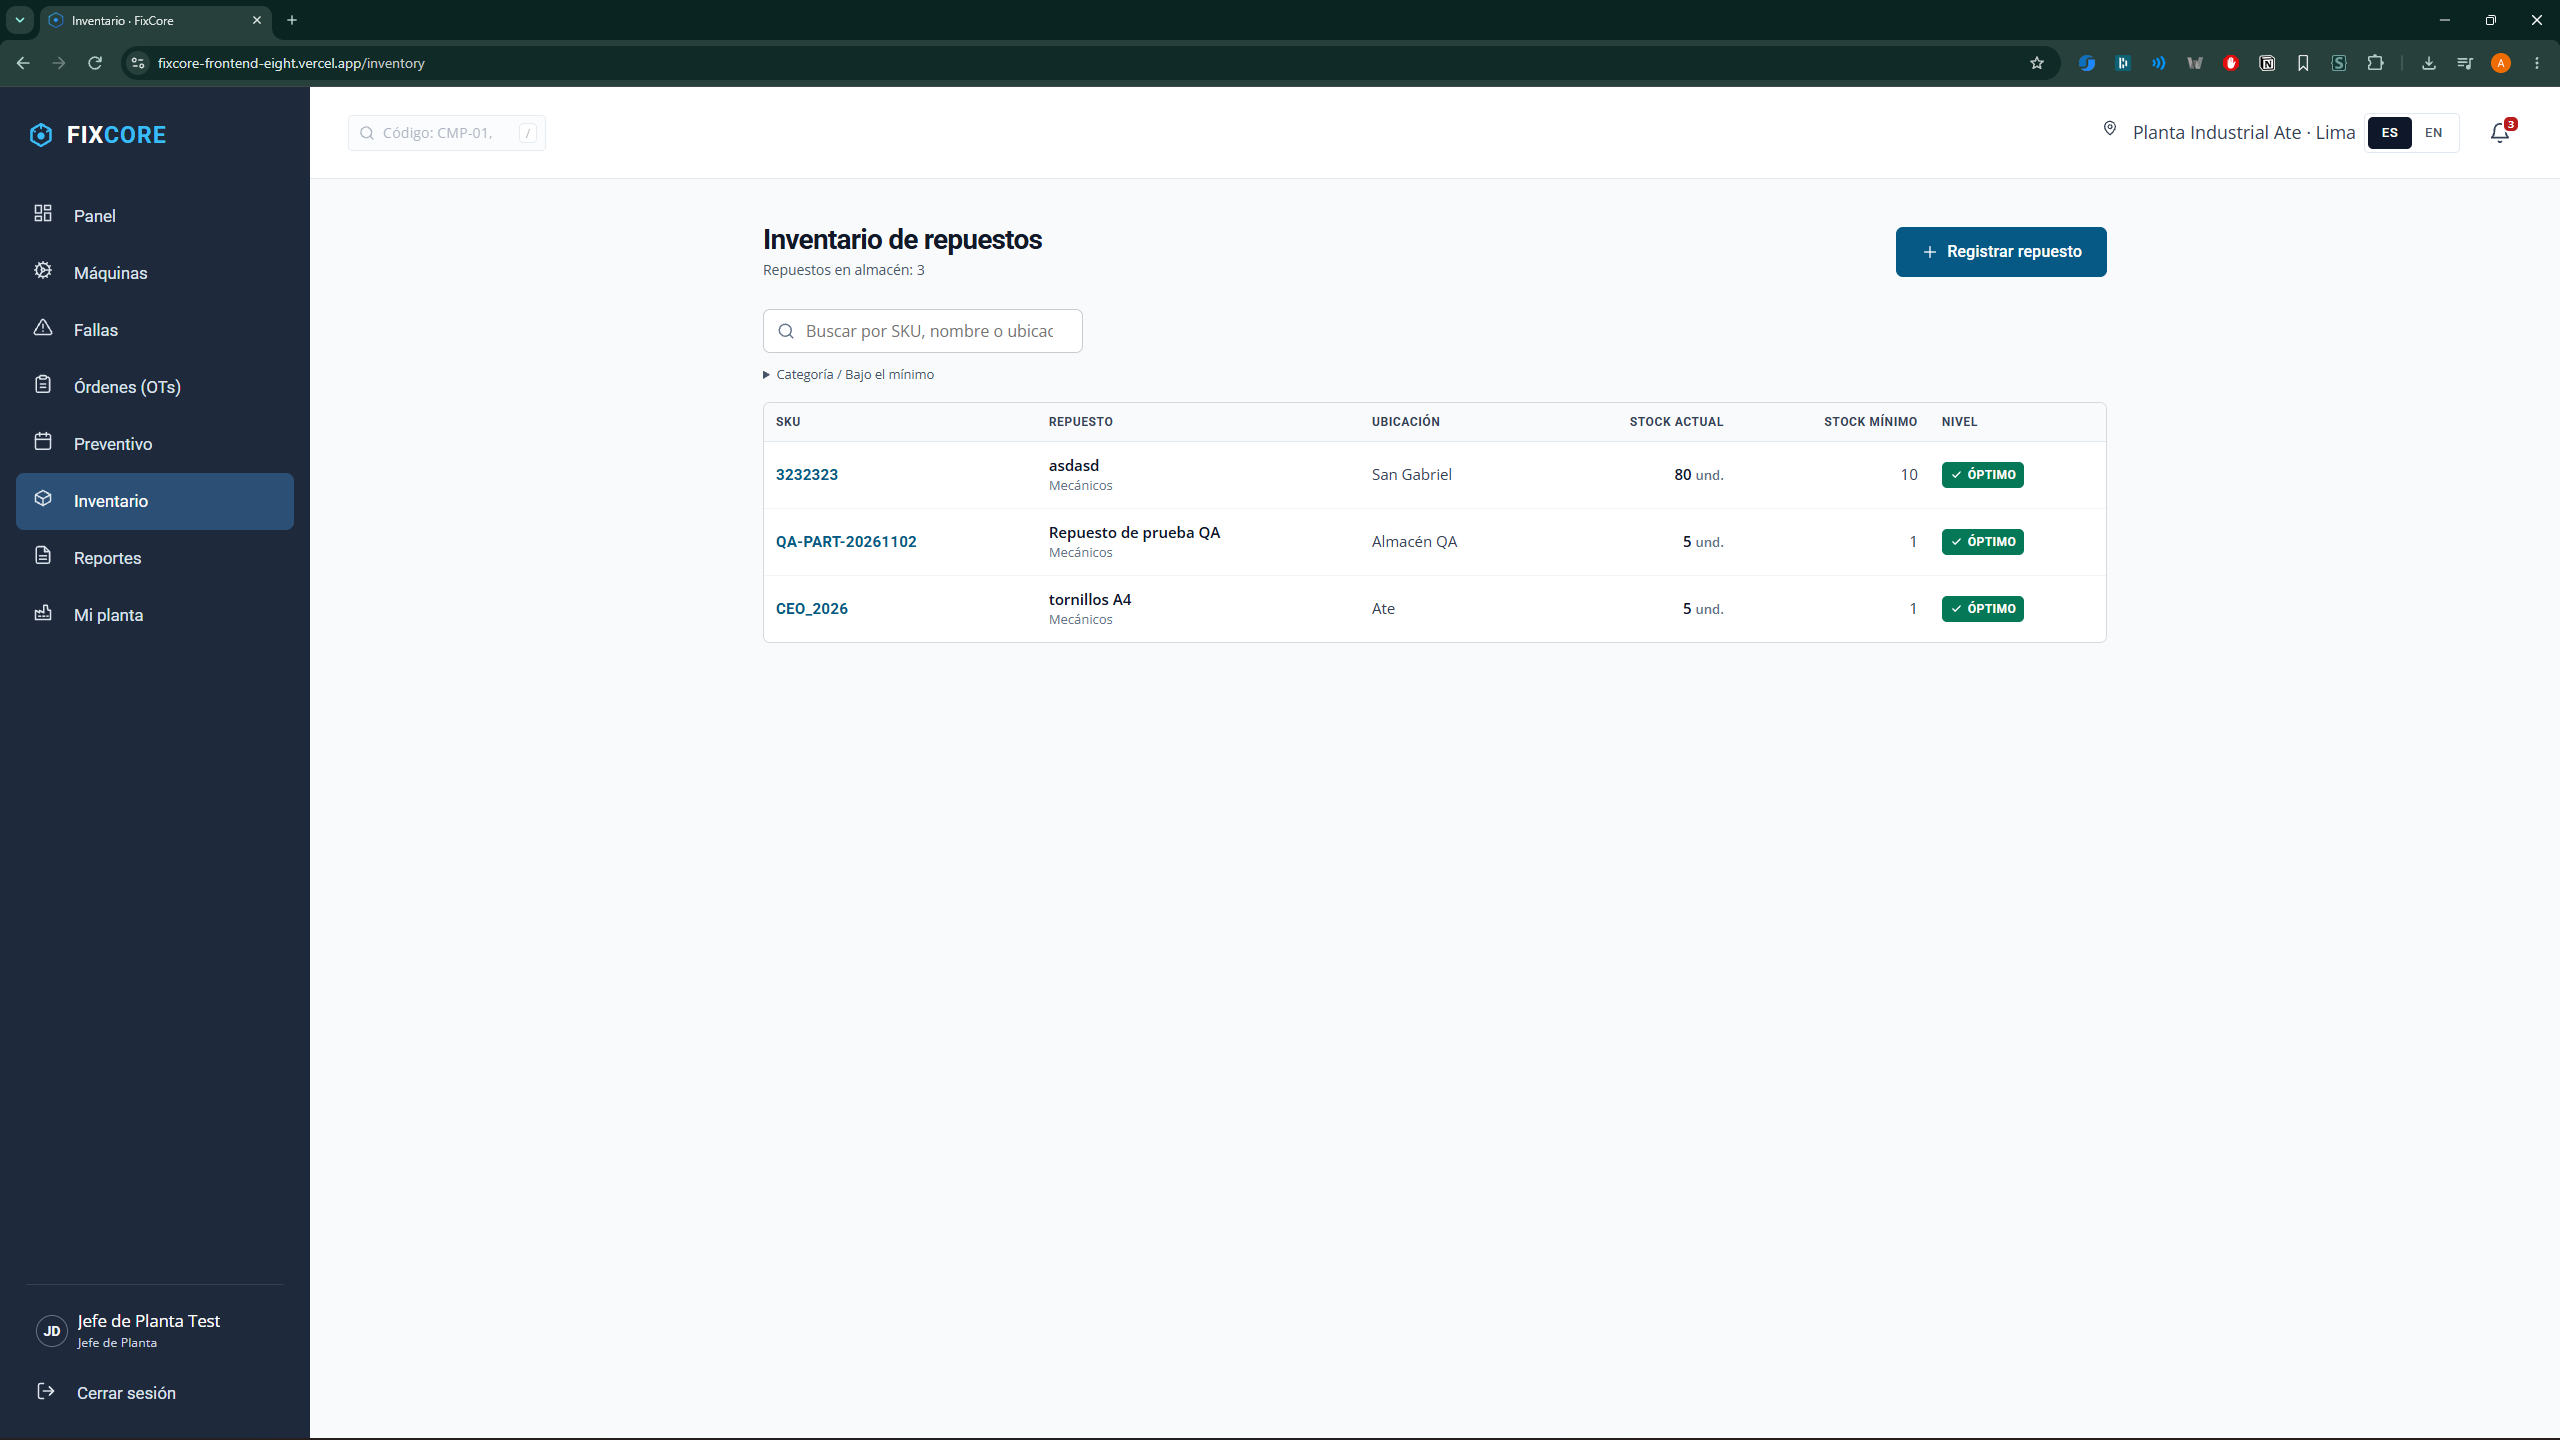 Inventario · FixCore
fixcore-frontend-eight.vercel.app/inventory
A
FIXCORE
Código: CMP-01,
/
Planta Industrial Ate · Lima
ES
EN
3
Panel
Máquinas
Fallas
Órdenes (OTs)
Preventivo
Inventario
Reportes
Mi planta
Inventario de repuestos
Repuestos en almacén: 3
Registrar repuesto
Buscar por SKU, nombre o ubicac
Categoría / Bajo el mínimo
SKU REPUESTO UBICACIÓN STOCK ACTUAL STOCK MÍNIMO NIVEL
3232323 asdasd San Gabriel 80 und. 10 ÓPTIMO
Mecánicos
QA-PART-20261102 Repuesto de prueba QA Almacén QA 5 und. 1 ÓPTIMO
Mecánicos
CEO_2026 tornillos A4 Ate 5 und. 1 ÓPTIMO
Mecánicos
JD
Jefe de Planta Test
Jefe de Planta
Cerrar sesión